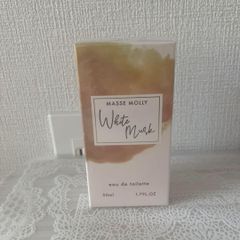 MASSE MOLLY
White Musk
eau de toilette
50ml 1.7FL.OZ